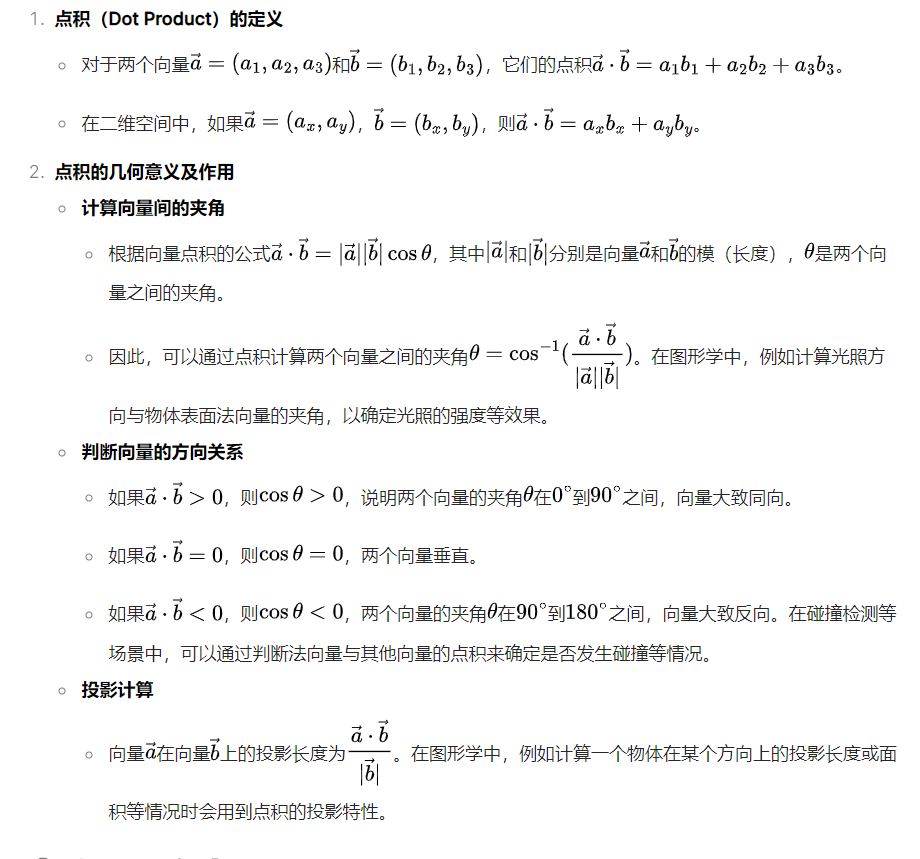 1. 点积（Dot Product）的定义
○ 对于两个向量$\vec{a} = (a_1, a_2, a_3)$和$\vec{b} = (b_1, b_2, b_3)$，它们的点积$\vec{a} \cdot \vec{b} = a_1b_1 + a_2b_2 + a_3b_3$。
○ 在二维空间中，如果$\vec{a} = (a_x, a_y)$，$\vec{b} = (b_x, b_y)$，则$\vec{a} \cdot \vec{b} = a_xb_x + a_yb_y$。
2. 点积的几何意义及作用
○ 计算向量间的夹角
○ 根据向量点积的公式$\vec{a} \cdot \vec{b} = |\vec{a}||\vec{b}|\cos\theta$，其中$|\vec{a}|$和$|\vec{b}|$分别是向量$\vec{a}$和$\vec{b}$的模（长度），$\theta$是两个向
量之间的夹角。
○ 因此，可以通过点积计算两个向量之间的夹角$\theta = \cos^{-1}(\frac{\vec{a} \cdot \vec{b}}{|\vec{a}||\vec{b}|})$。在图形学中，例如计算光照方
向与物体表面法向量的夹角，以确定光照的强度等效果。
○ 判断向量的方向关系
○ 如果$\vec{a} \cdot \vec{b} > 0$，则$\cos\theta > 0$，说明两个向量的夹角$\theta$在$0^\circ$到$90^\circ$之间，向量大致同向。
○ 如果$\vec{a} \cdot \vec{b} = 0$，则$\cos\theta = 0$，两个向量垂直。
○ 如果$\vec{a} \cdot \vec{b} < 0$，则$\cos\theta < 0$，两个向量的夹角$\theta$在$90^\circ$到$180^\circ$之间，向量大致反向。在碰撞检测等
场景中，可以通过判断法向量与其他向量的点积来确定是否发生碰撞等情况。
○ 投影计算
○ 向量$\vec{a}$在向量$\vec{b}$上的投影长度为$\frac{\vec{a} \cdot \vec{b}}{|\vec{b}|}$。在图形学中，例如计算一个物体在某个方向上的投影长度或面
积等情况时会用到点积的投影特性。